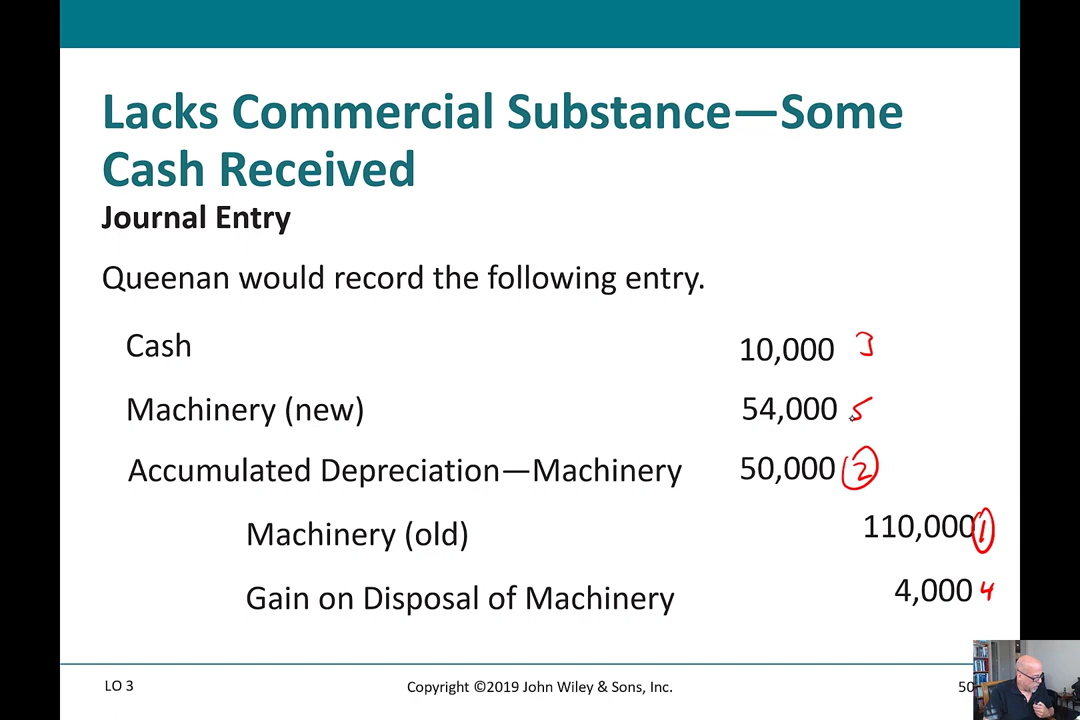 Lacks Commercial Substance—Some
Cash Received
Journal Entry
Queenan would record the following entry.
Cash 10,000 3
Machinery (new) 54,000 5
Accumulated Depreciation—Machinery 50,000 2
Machinery (old) 110,000 1
Gain on Disposal of Machinery 4,000 4
LO 3 Copyright ©2019 John Wiley & Sons, Inc. 50